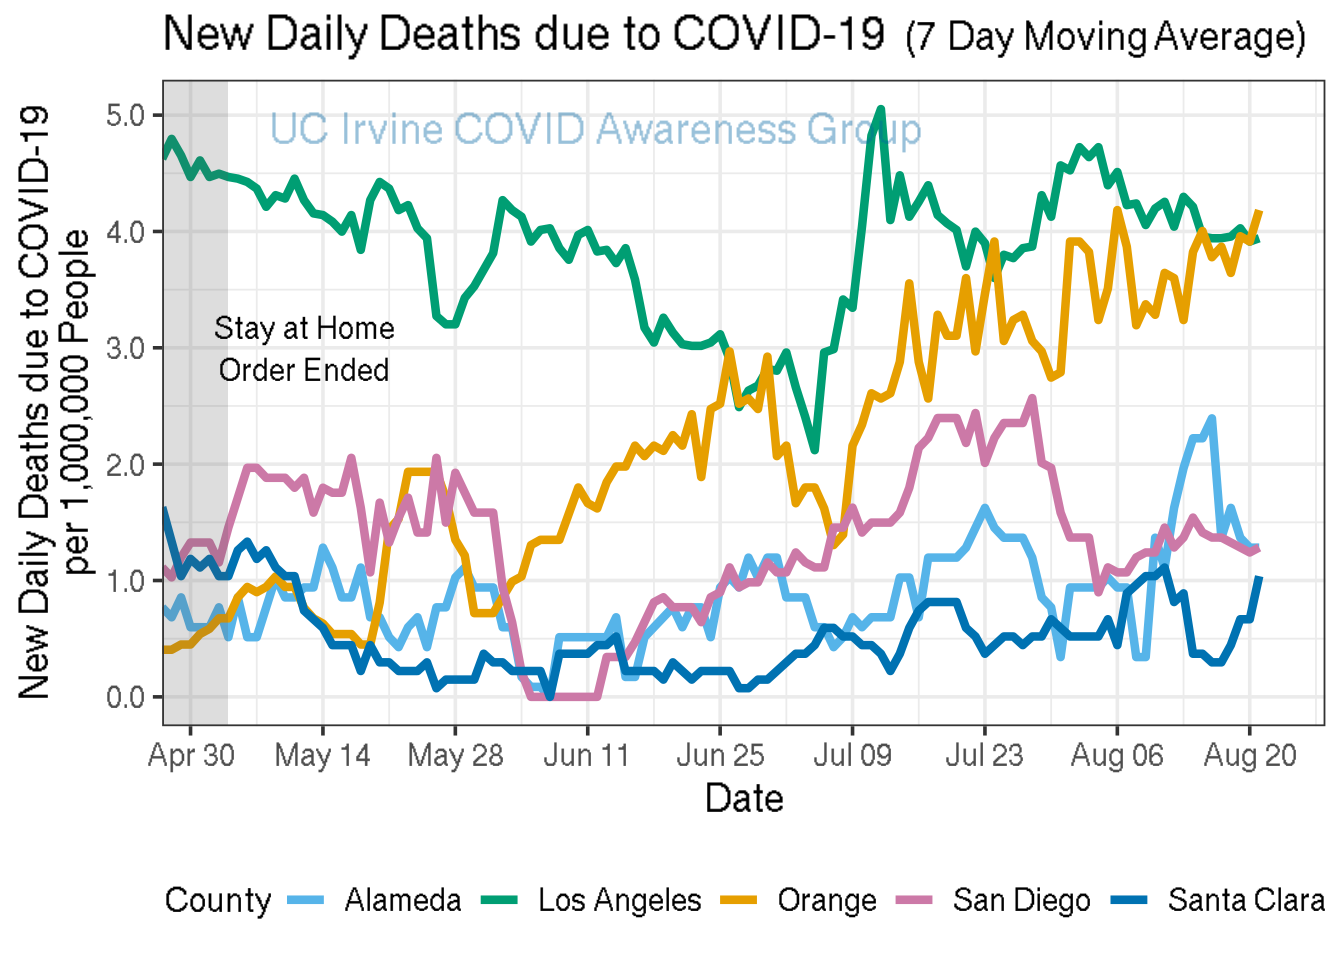 New Daily Deaths due to COVID-19 (7 Day Moving Average)
UC Irvine COVID Awareness Group
New Daily Deaths due to COVID-19
per 1,000,000 People
5.0
4.0
3.0
2.0
1.0
0.0
Stay at Home
Order Ended
Apr 30 May 14 May 28 Jun 11 Jun 25 Jul 09 Jul 23 Aug 06 Aug 20
Date
County Alameda Los Angeles Orange San Diego Santa Clara